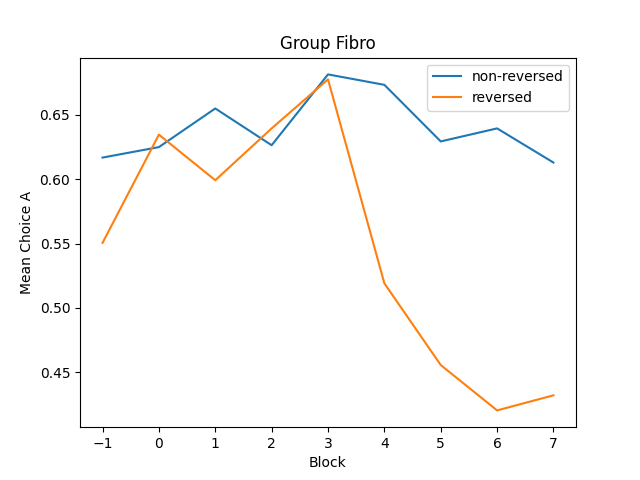 Group Fibro
non-reversed
reversed
Mean Choice A
0.65
0.60
0.55
0.50
0.45
−1 0 1 2 3 4 5 6 7
Block